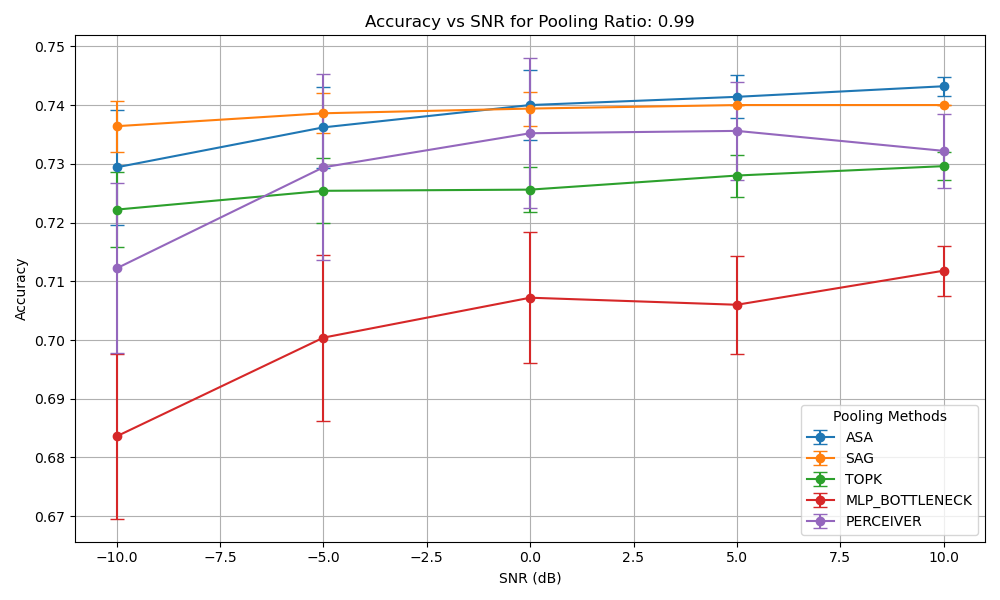 Accuracy vs SNR for Pooling Ratio: 0.99
0.75
0.74
0.73
0.72
0.71
0.70
0.69
0.68
0.67
Accuracy
−10.0 −7.5 −5.0 −2.5 0.0 2.5 5.0 7.5 10.0
SNR (dB)
Pooling Methods
ASA
SAG
TOPK
MLP_BOTTLENECK
PERCEIVER